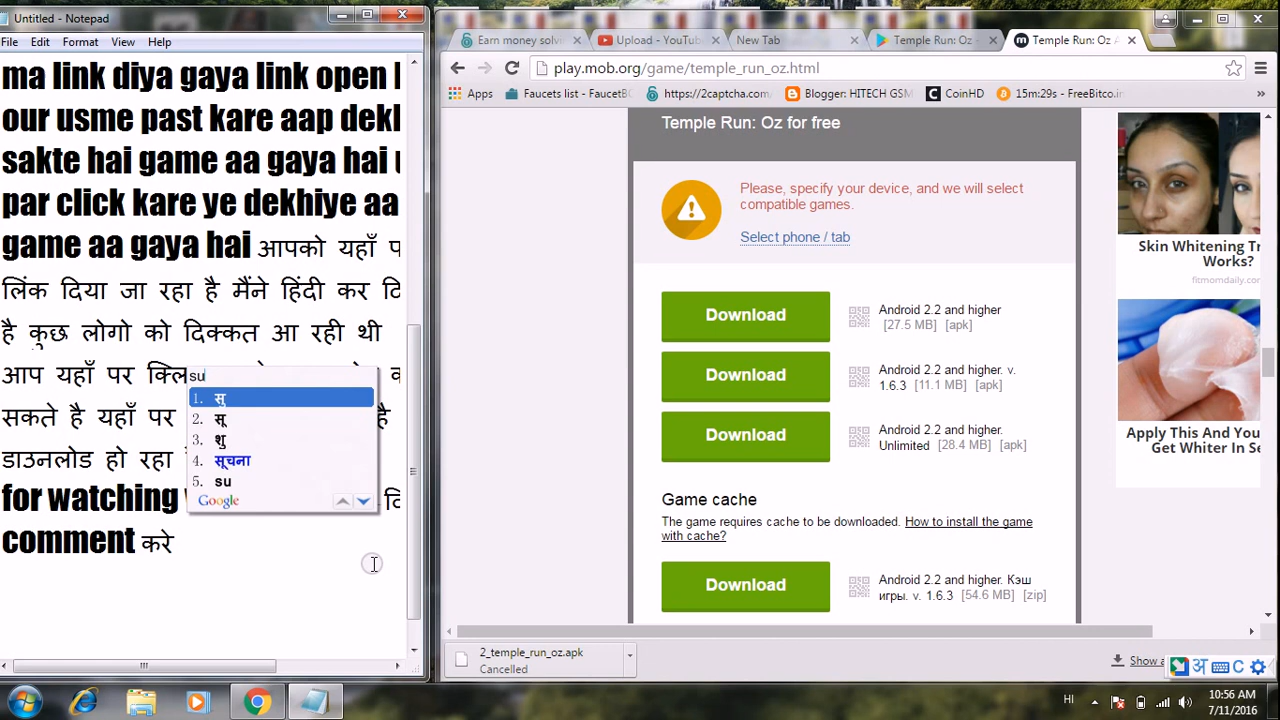 Untitled - Notepad
File Edit Format View Help
ma link diya gaya link open
our usme past kare aap dekl
sakte hai game aa gaya hai
par click kare ye dekhiye aa
game aa gaya hai आपको यहाँ प
लिंक दिया जा रहा है मैंने हिंदी कर
है कुछ लोगो को दिक्कत आ रही थी
आप यहाँ पर
सकते है यहाँ पर है
डाउनलोड हो रहा
for watching
comment करे
su
1. सु
2. सू
3. शु
4. सूचना
5. su
Google
Earn money solvi
Upload - YouTub
New Tab
Temple Run: Oz
Temple Run: Oz
play.mob.org/game/temple_run_oz.html
Apps
Faucets list - FaucetBC
https://2captcha.com/
Blogger: HITECH GSM
CoinHD
15m:29s - FreeBitco.in
»
Temple Run: Oz for free
Please, specify your device, and we will select
compatible games.
Select phone / tab
Download
Android 2.2 and higher
[27.5 MB] [apk]
Download
Android 2.2 and higher. v.
1.6.3 [11.1 MB] [apk]
Download
Android 2.2 and higher.
Unlimited [28.4 MB] [apk]
Game cache
The game requires cache to be downloaded. How to install the game
with cache?
Download
Android 2.2 and higher. Кэш
игры. v. 1.6.3 [54.6 MB] [zip]
Skin Whitening Tr
Works?
fitmomdaily.com
Apply This And You
Get Whiter In Se
2_temple_run_oz.apk
Cancelled
Show a
अ
HI
10:56 AM
7/11/2016